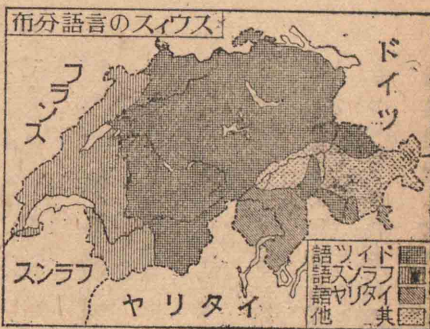 スウィスの言語分布
ドイツ
フランス
フランス
イタリヤ
ドイツ語
フランス語
イタリヤ語
其他